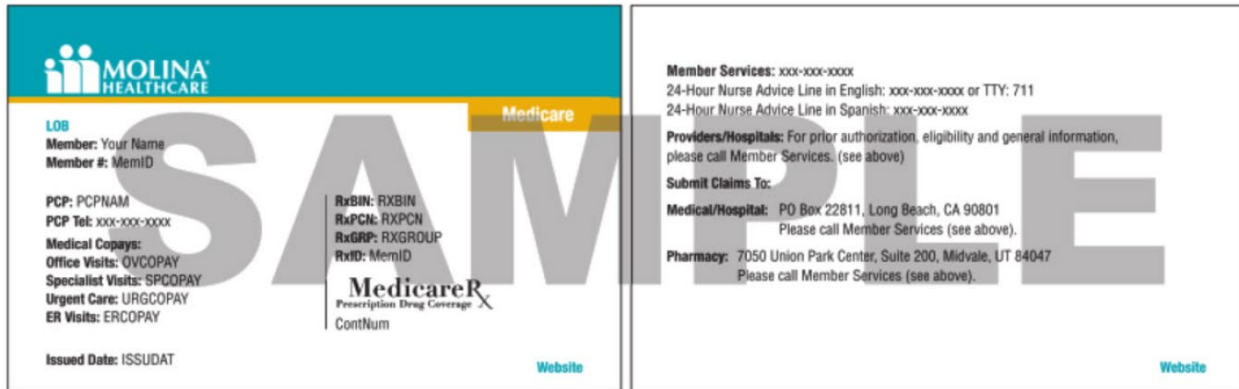 MOLINA®
HEALTHCARE
Medicare
LOB
Member: Your Name
Member #: MemID
PCP: PCPNAM
PCP Tel: xxx-xxx-xxxx
Medical Copays:
Office Visits: OVCOPAY
Specialist Visits: SPCOPAY
Urgent Care: URGCOPAY
ER Visits: ERCOPAY
Issued Date: ISSUDAT
RxBIN: RXBIN
RxPCN: RXPCN
RxGRP: RXGROUP
RxID: MemID
MedicareRx
Prescription Drug Coverage
ContNum
Website
Member Services: xxx-xxx-xxxx
24-Hour Nurse Advice Line in English: xxx-xxx-xxxx or TTY: 711
24-Hour Nurse Advice Line in Spanish: xxx-xxx-xxxx
Providers/Hospitals: For prior authorization, eligibility and general information,
please call Member Services. (see above)
Submit Claims To:
Medical/Hospital: PO Box 22811, Long Beach, CA 90801
Please call Member Services (see above).
Pharmacy: 7050 Union Park Center, Suite 200, Midvale, UT 84047
Please call Member Services (see above).
Website
SAMPLE